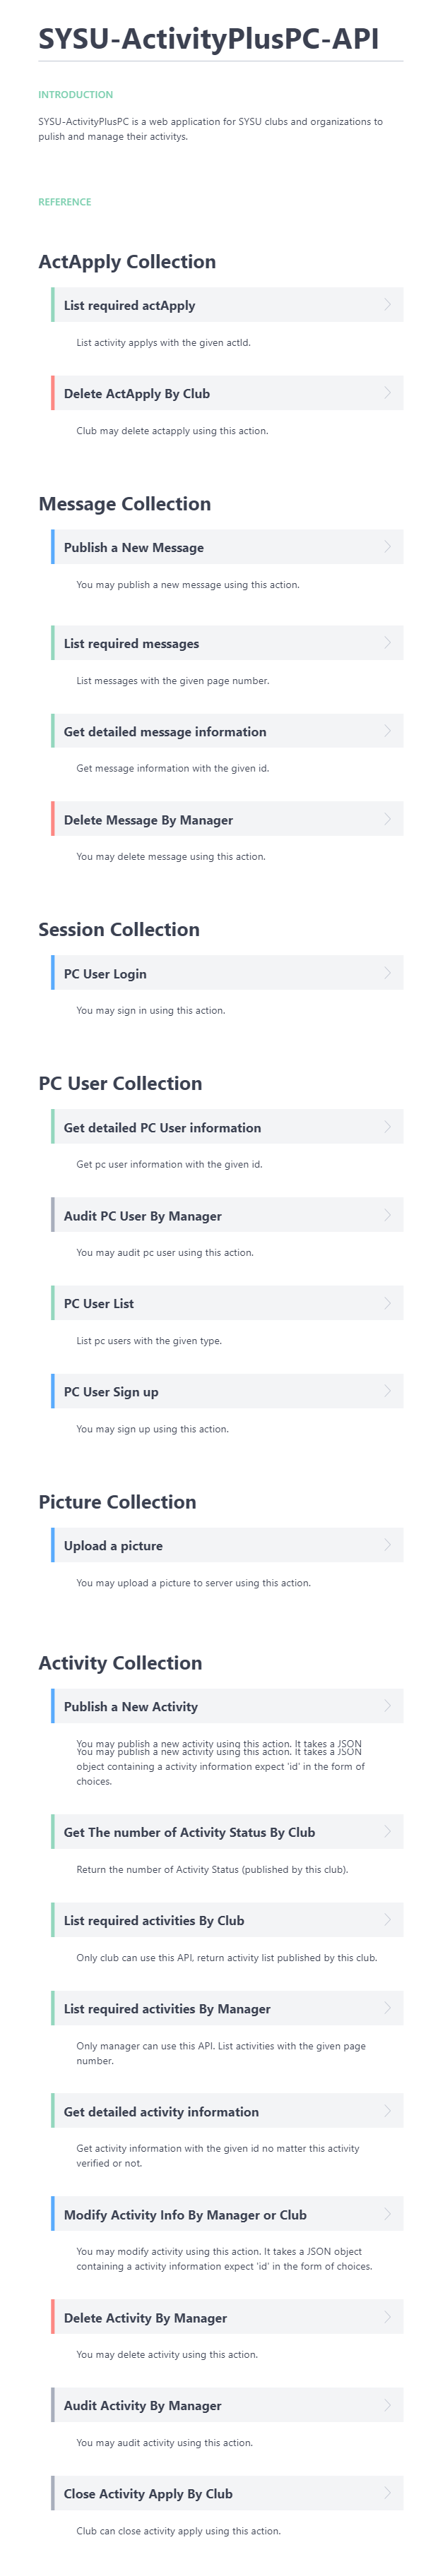 SYSU-ActivityPlusPC-API
INTRODUCTION
SYSU-ActivityPlusPC is a web application for SYSU clubs and organizations to
pulish and manage their activitys.
REFERENCE
ActApply Collection
List required actApply
List activity applys with the given actId.
Delete ActApply By Club
Club may delete actapply using this action.
Message Collection
Publish a New Message
You may publish a new message using this action.
List required messages
List messages with the given page number.
Get detailed message information
Get message information with the given id.
Delete Message By Manager
You may delete message using this action.
Session Collection
PC User Login
You may sign in using this action.
PC User Collection
Get detailed PC User information
Get pc user information with the given id.
Audit PC User By Manager
You may audit pc user using this action.
PC User List
List pc users with the given type.
PC User Sign up
You may sign up using this action.
Picture Collection
Upload a picture
You may upload a picture to server using this action.
Activity Collection
Publish a New Activity
You may publish a new activity using this action. It takes a JSON
You may publish a new activity using this action. It takes a JSON
object containing a activity information expect 'id' in the form of
choices.
Get The number of Activity Status By Club
Return the number of Activity Status (published by this club).
List required activities By Club
Only club can use this API, return activity list published by this club.
List required activities By Manager
Only manager can use this API. List activities with the given page
number.
Get detailed activity information
Get activity information with the given id no matter this activity
verified or not.
Modify Activity Info By Manager or Club
You may modify activity using this action. It takes a JSON object
containing a activity information expect 'id' in the form of choices.
Delete Activity By Manager
You may delete activity using this action.
Audit Activity By Manager
You may audit activity using this action.
Close Activity Apply By Club
Club can close activity apply using this action.